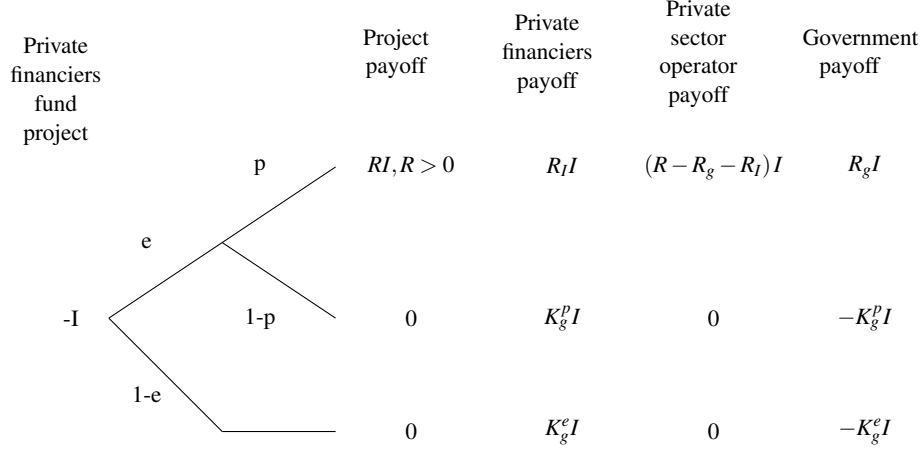 Private
financiers
fund
project
Project
payoff
Private
financiers
payoff
Private
sector
operator
payoff
Government
payoff
p
RI, R > 0
R_I I
(R − R_g − R_I)I
R_g I
e
-I
1-p
0
K_g^p I
0
−K_g^p I
1-e
0
K_g^e I
0
−K_g^e I